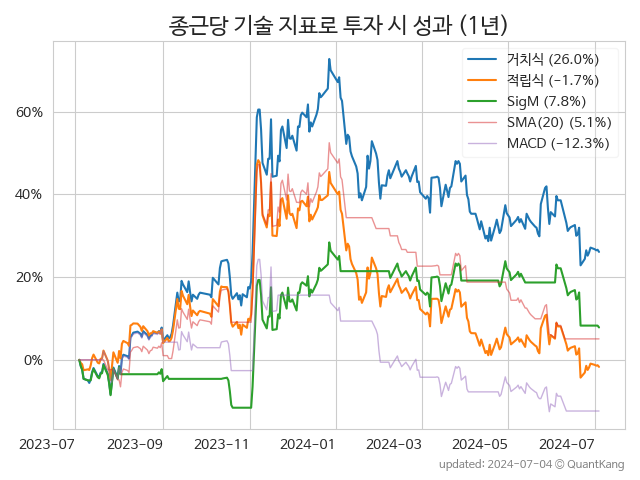 종근당 기술 지표로 투자 시 성과 (1년)
거치식 (26.0%)
적립식 (−1.7%)
SigM (7.8%)
SMA(20) (5.1%)
MACD (−12.3%)
60%
40%
20%
0%
2023-07
2023-09
2023-11
2024-01
2024-03
2024-05
2024-07
updated: 2024-07-04 © QuantKang